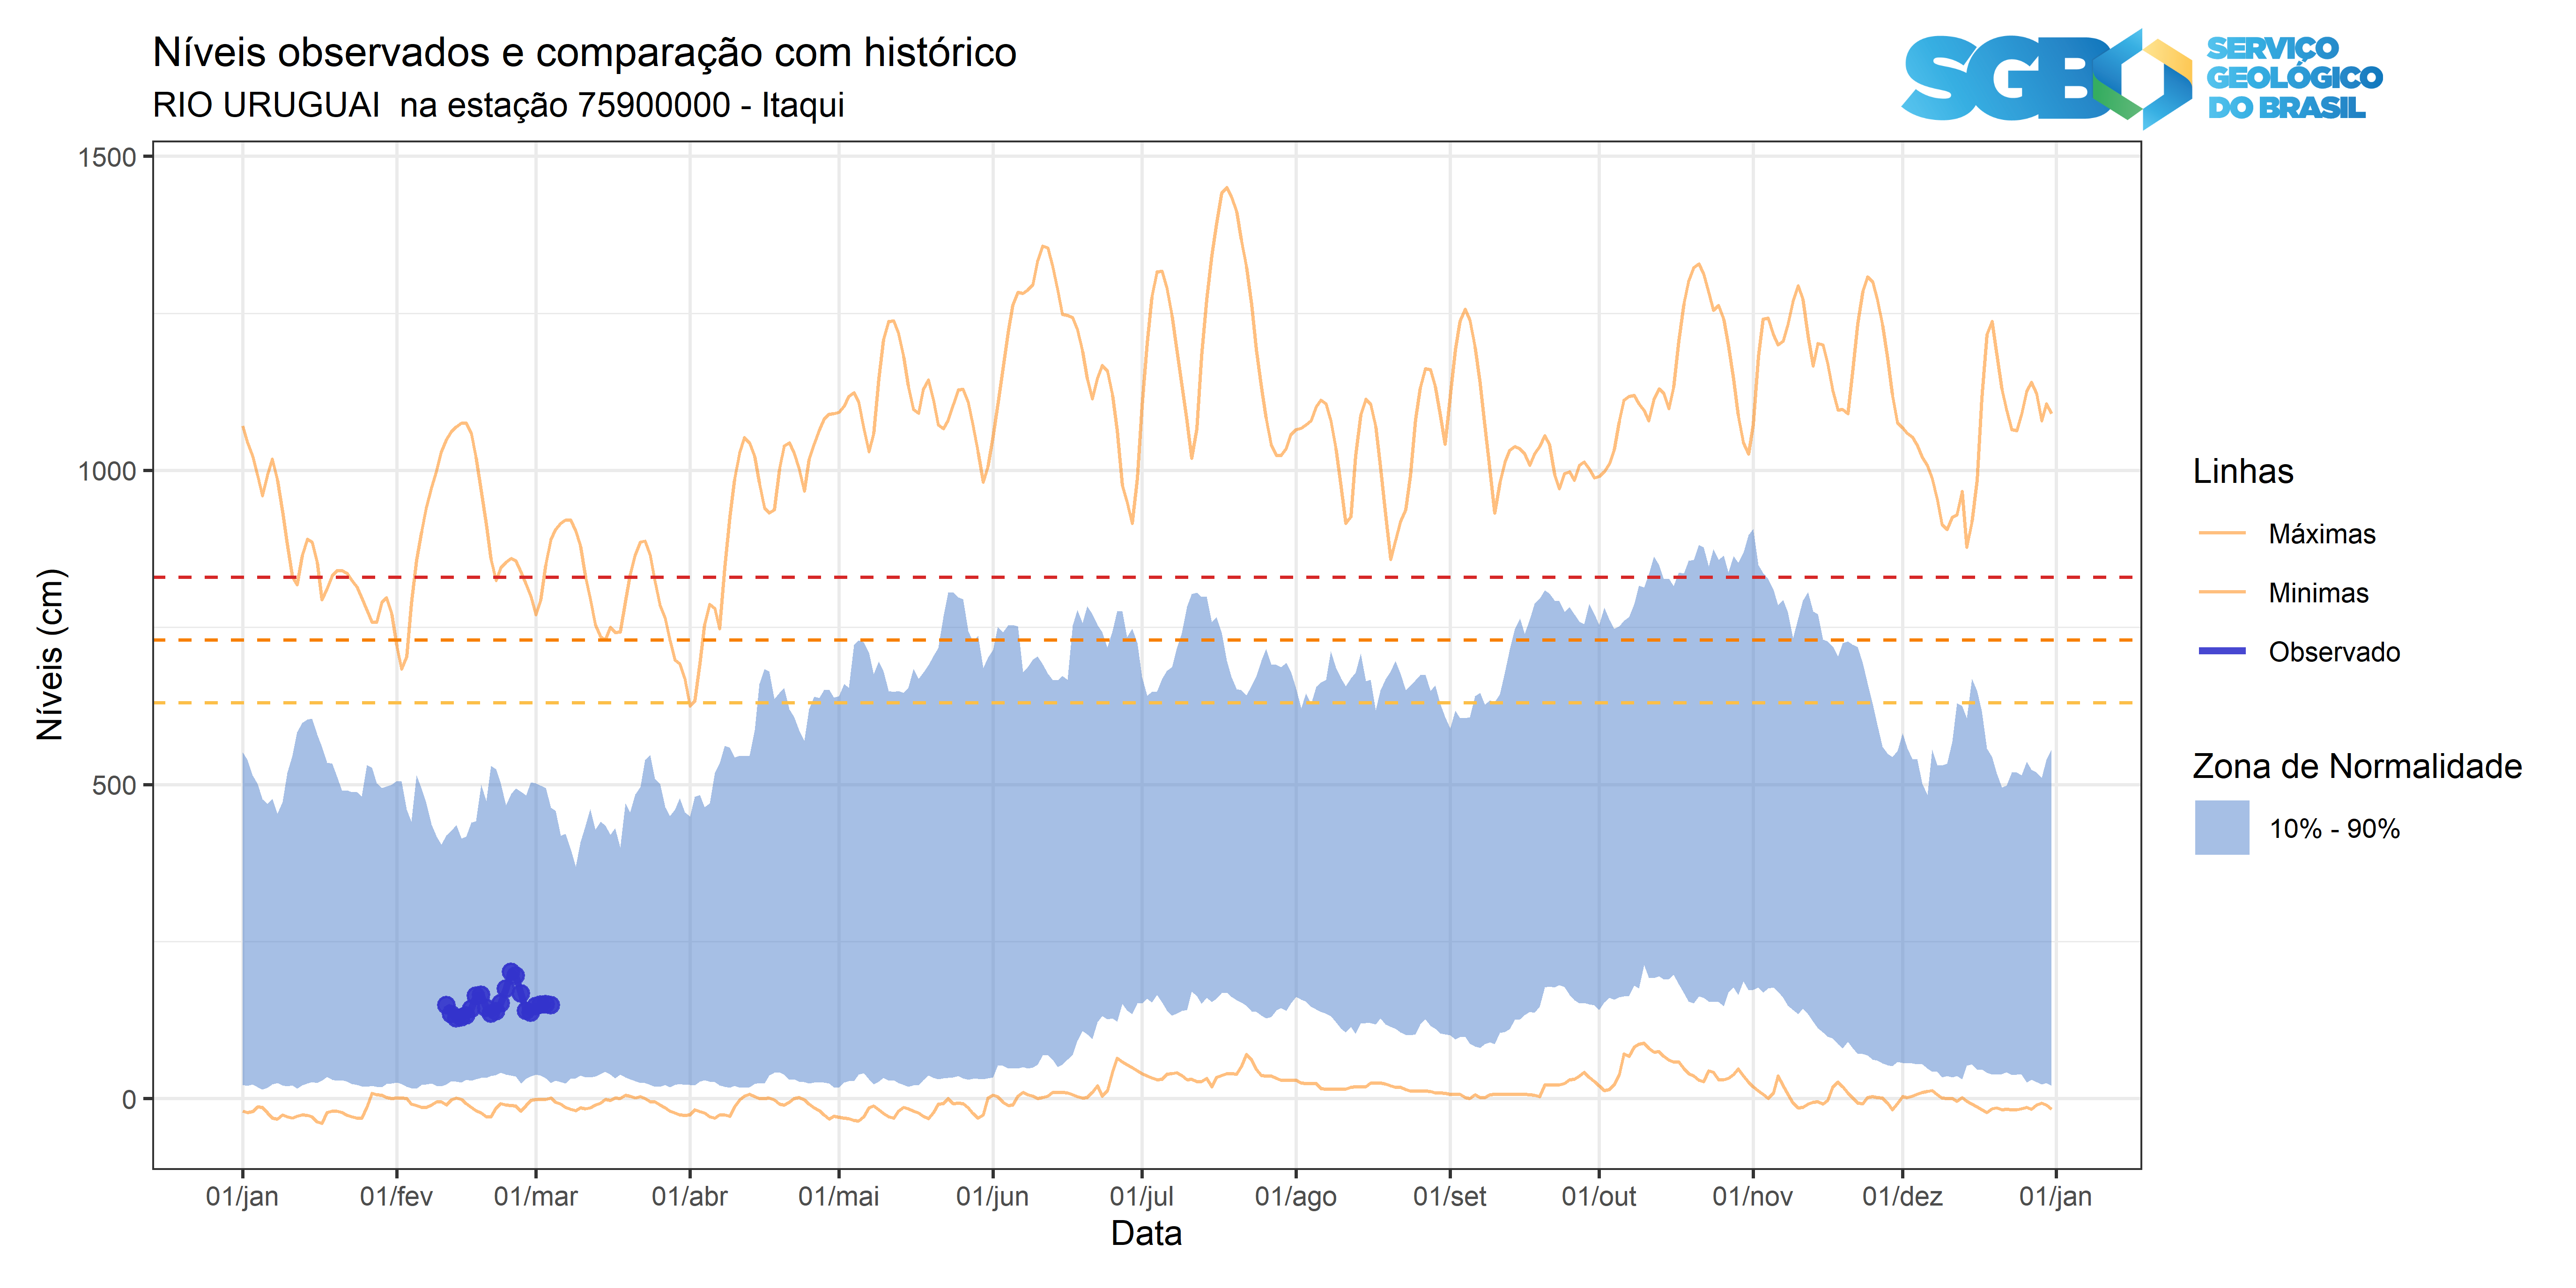 Níveis observados e comparação com histórico
RIO URUGUAI  na estação 75900000 - Itaqui
SGB
SERVIÇO
GEOLÓGICO
DO BRASIL
Níveis (cm)
1500
1000
500
0
01/jan
01/fev
01/mar
01/abr
01/mai
01/jun
01/jul
01/ago
01/set
01/out
01/nov
01/dez
01/jan
Data
Linhas
Máximas
Minimas
Observado
Zona de Normalidade
10% - 90%